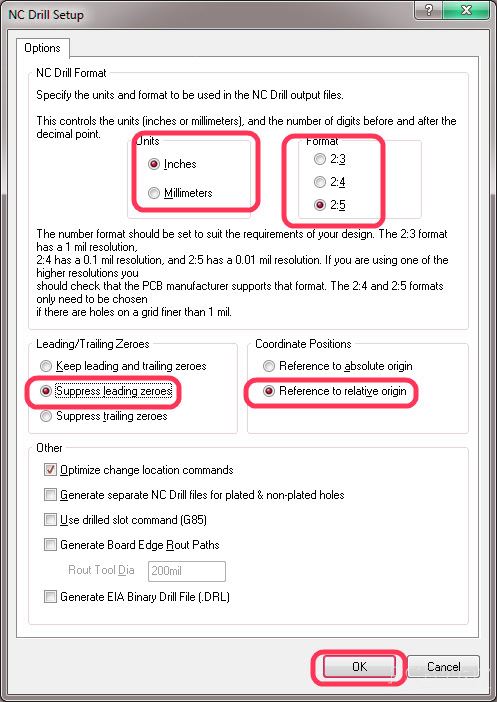 NC Drill Setup
Options
NC Drill Format
Specify the units and format to be used in the NC Drill output files.
This controls the units (inches or millimeters), and the number of digits before and after the
decimal point.
Units
Inches
Millimeters
Format
2:3
2:4
2:5
The number format should be set to suit the requirements of your design. The 2:3 format
has a 1 mil resolution,
2:4 has a 0.1 mil resolution, and 2:5 has a 0.01 mil resolution. If you are using one of the
higher resolutions you
should check that the PCB manufacturer supports that format. The 2:4 and 2:5 formats
only need to be chosen
if there are holes on a grid finer than 1 mil.
Leading/Trailing Zeroes
Keep leading and trailing zeroes
Suppress leading zeroes
Suppress trailing zeroes
Coordinate Positions
Reference to absolute origin
Reference to relative origin
Other
Optimize change location commands
Generate separate NC Drill files for plated & non-plated holes
Use drilled slot command (G85)
Generate Board Edge Rout Paths
Rout Tool Dia
200mil
Generate EIA Binary Drill File (.DRL)
OK
Cancel